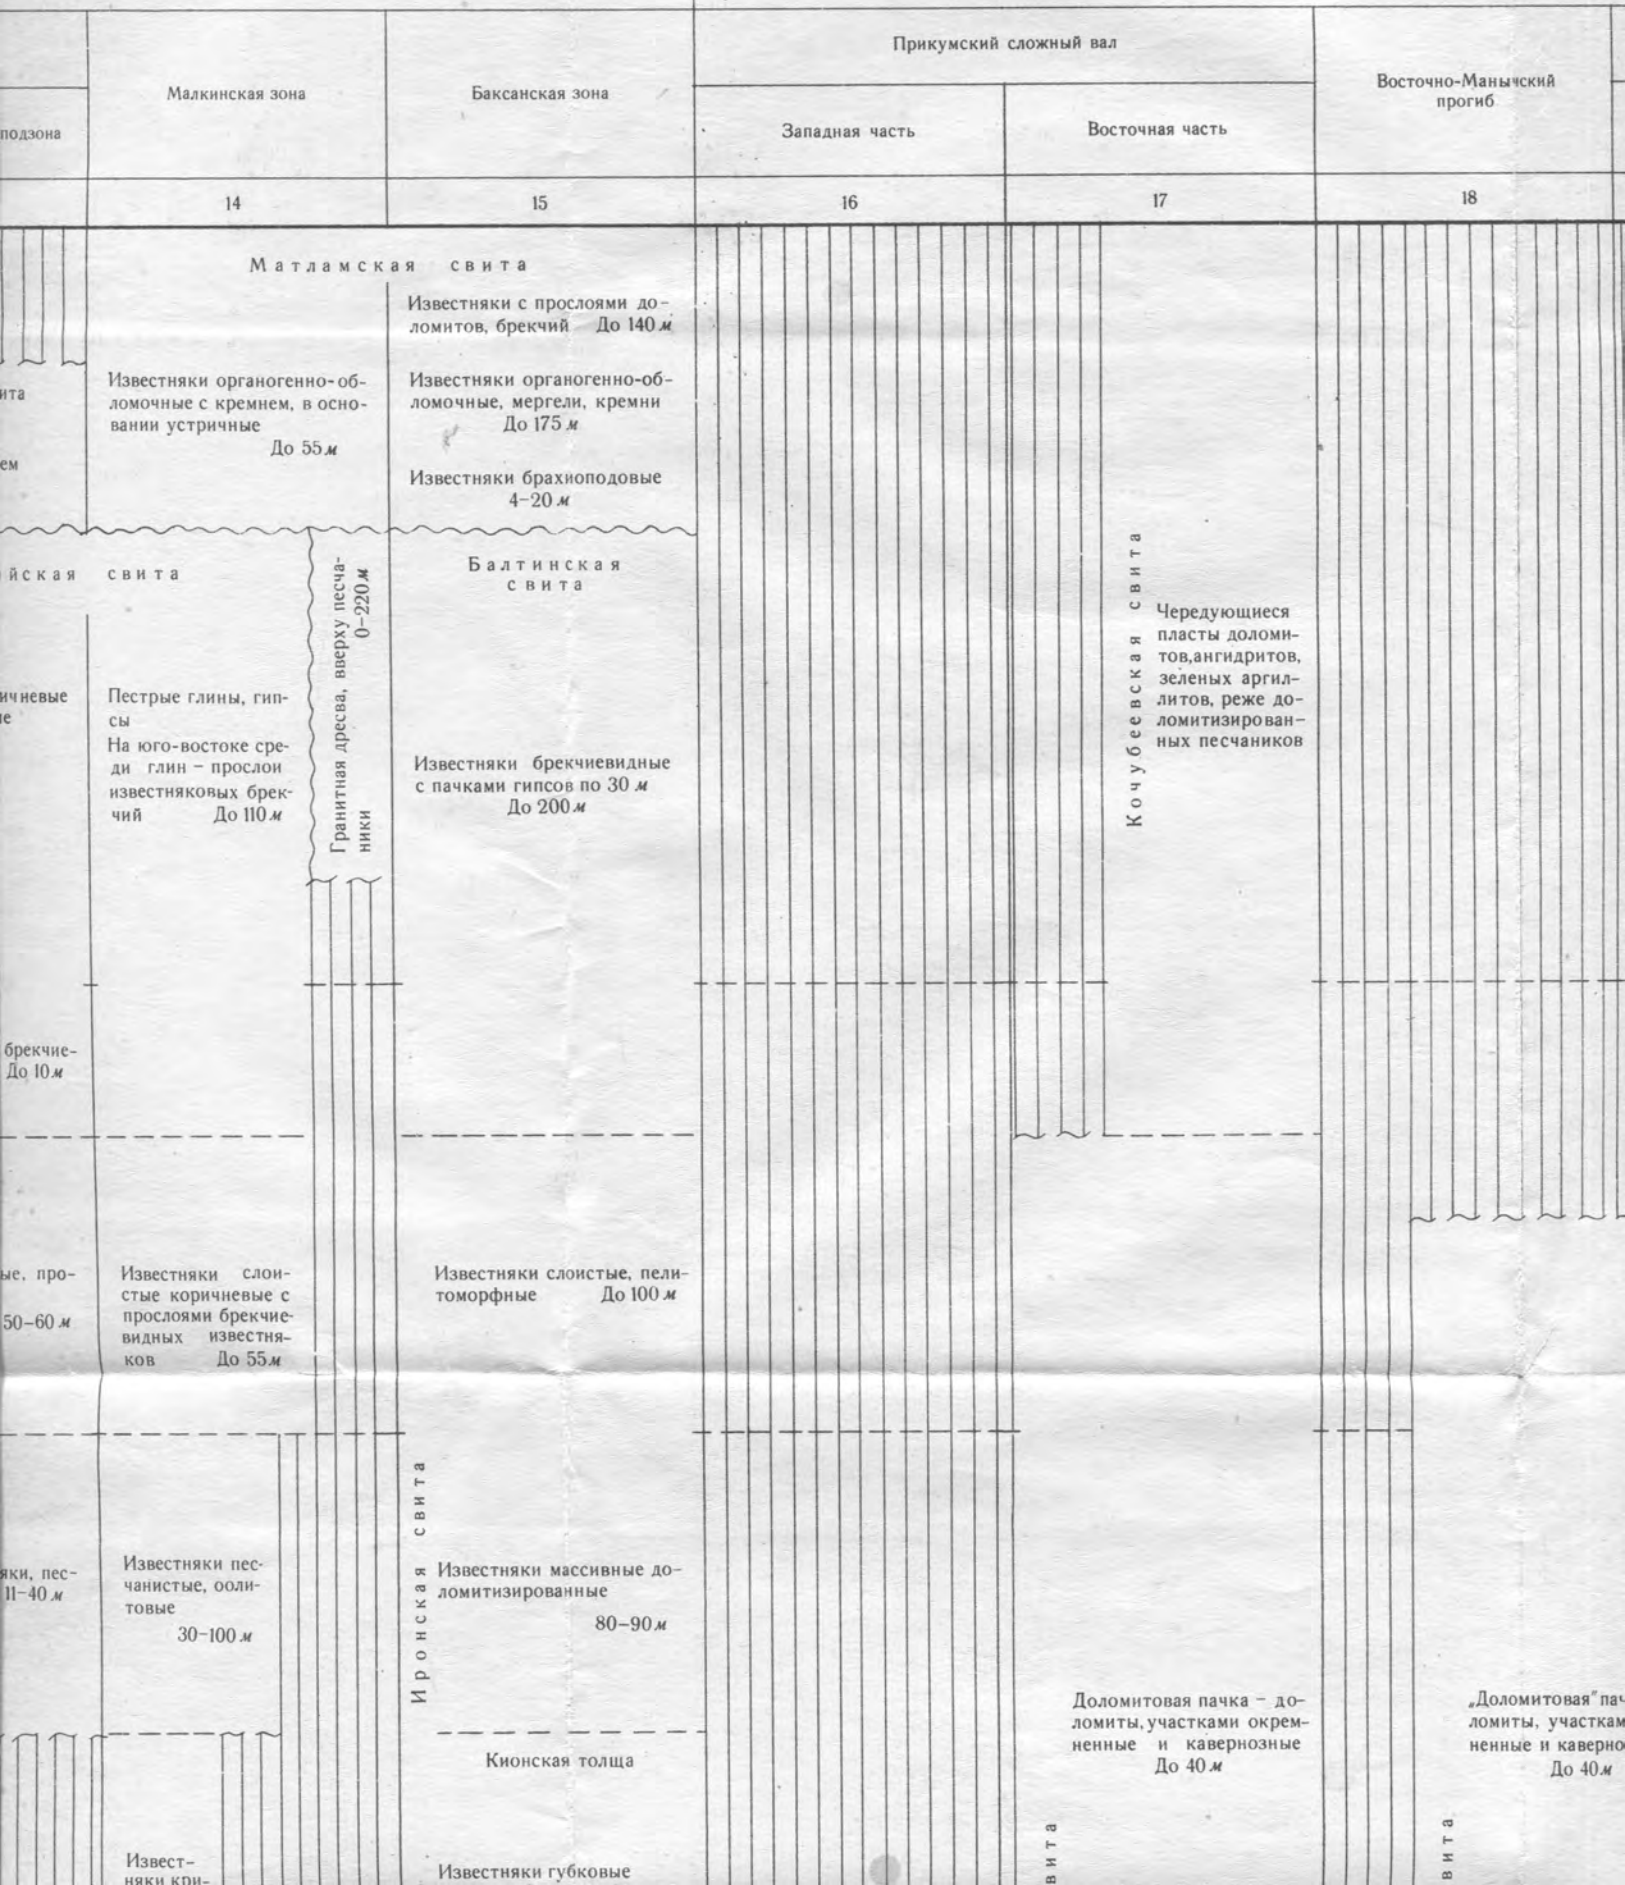 Прикумский сложный вал
Малкинская зона
Баксанская зона
Восточно-Манычский
прогиб
подзона
Западная часть
Восточная часть
14
15
16
17
18
Матламская свита
Известняки с прослоями до-
ломитов, брекчий До 140 м
Известняки органогенно-об-
ломочные с кремнем, в осно-
вании устричные
До 55 м
Известняки органогенно-об-
ломочные, мергели, кремни
До 175 м
Известняки брахиоподовые
4–20 м
ита
ем
йская свита
Пестрые глины, гип-
сы
На юго-востоке сре-
ди глин – прослои
известняковых брек-
чий До 110 м
Гранитная дресва, вверху песча-
ники 0–220 м
Балтинская
свита
Известняки брекчиевидные
с пачками гипсов по 30 м
До 200 м
Кочубеевская свита
Чередующиеся
пласты доломи-
тов, ангидритов,
зеленых аргил-
литов, реже до-
ломитизирован-
ных песчаников
ичневые
ие
брекчие-
До 10 м
ые, про-
50–60 м
Известняки слои-
стые коричневые с
прослоями брекчие-
видных известня-
ков До 55 м
Известняки слоистые, пели-
томорфные До 100 м
яки, пес-
11–40 м
Известняки пес-
чанистые, ооли-
товые
30–100 м
Иронская свита
Известняки массивные до-
ломитизированные
80–90 м
Кионская толща
Извест-
няки кри-
Известняки губковые
Доломитовая пачка – до-
ломиты, участками окрем-
ненные и кавернозные
До 40 м
вита
„Доломитовая" пач
ломиты, участкам
ненные и каверно
До 40 м
вита